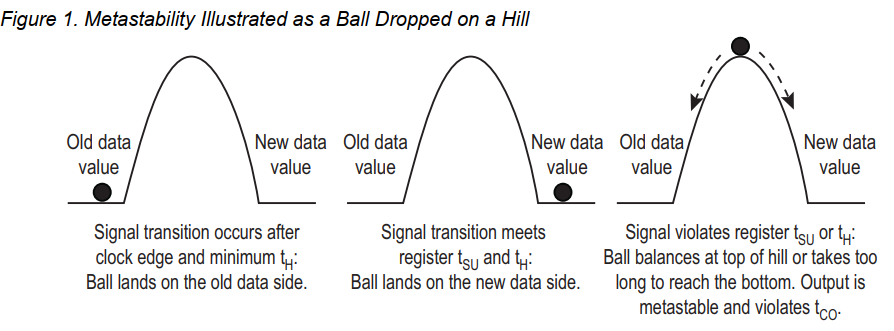 Figure 1. Metastability Illustrated as a Ball Dropped on a Hill
Old data
value
New data
value
Signal transition occurs after
clock edge and minimum tH:
Ball lands on the old data side.
Old data
value
New data
value
Signal transition meets
register tSU and tH:
Ball lands on the new data side.
Old data
value
New data
value
Signal violates register tSU or tH:
Ball balances at top of hill or takes too
long to reach the bottom. Output is
metastable and violates tCO.